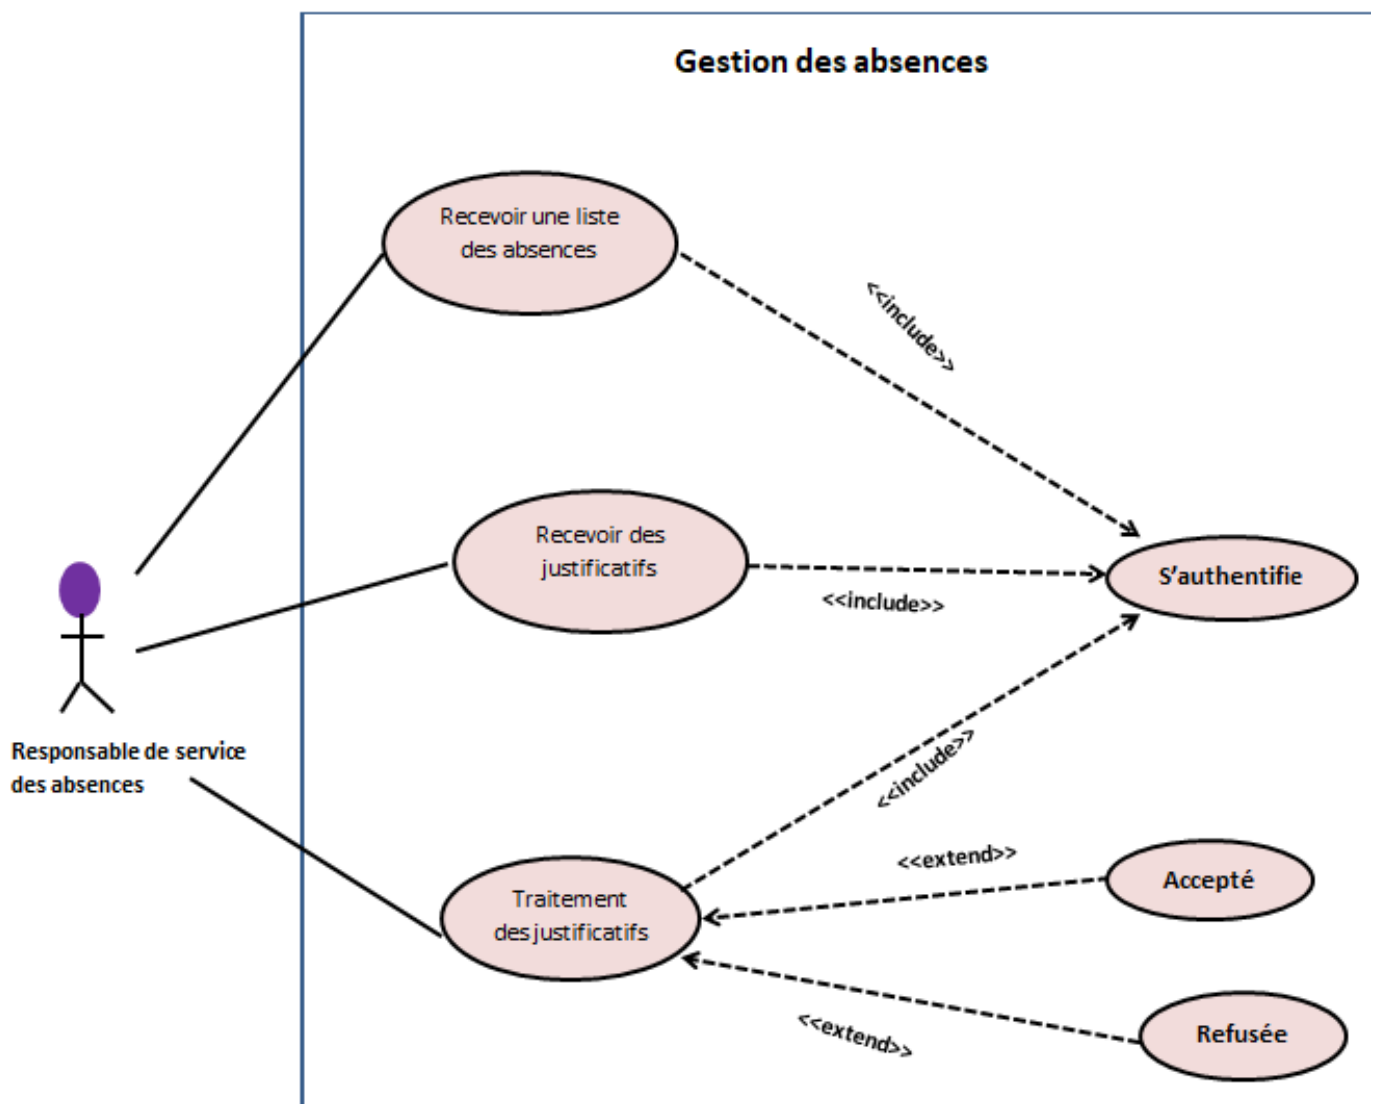 Gestion des absences
Recevoir une liste
des absences
<<include>>
Recevoir des
justificatifs
<<include>>
S'authentifie
Responsable de service
des absences
<<include>>
Traitement
des justificatifs
<<extend>>
Accepté
<<extend>>
Refusée